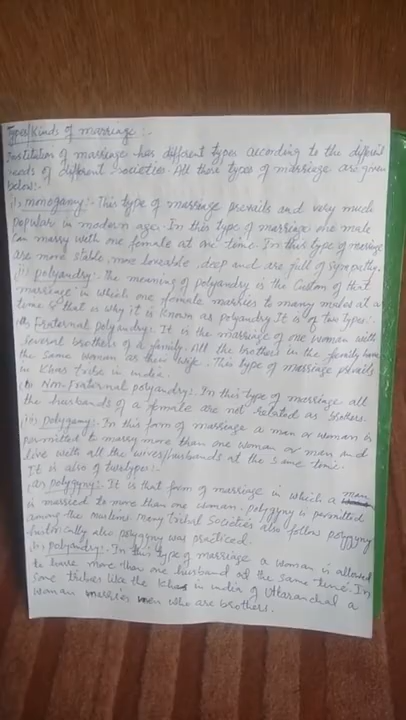 Types/Kinds of marriage:-
Institution of marriage has different types according to the different
needs of different societies. All these types of marriage are given
below:-
(i) monogamy:- This type of marriage prevails and very much
popular in modern age. In this type of marriage one male
can marry with one female at one time. In this type of marriage
are more stable, more loveable, deep and are full of sympathy.
(ii) polyandry:- the meaning of polyandry is the custom of that
marriage in which one female marries to many males at a
time & that is why it is known as polyandry. It is of two types:-
(a) Fraternal polyandry:- It is the marriage of one woman with
several brothers of a family. All the brothers in the family have
the same woman as their wife. This type of marriage prevails
in Khas tribe in india.
(b) Non-Fraternal polyandry:- In this type of marriage all
the husbands of a female are not related as brothers.
(iii) polygamy:- In this form of marriage a man or woman is
permitted to marry more than one woman or men and
live with all the wives/husbands at the same time.
It is also of two types:-
(a) polygyny:- It is that form of marriage in which a man
is married to more than one woman. polygyny is permitted
among the muslims. Many tribal societies also follow polygyny
historically also polygyny was practiced.
(b) polyandry:- In this type of marriage a woman is allowed
to have more than one husband at the same time. In
some tribes like the Khas in india of Uttaranchal a
woman marries men who are brothers.